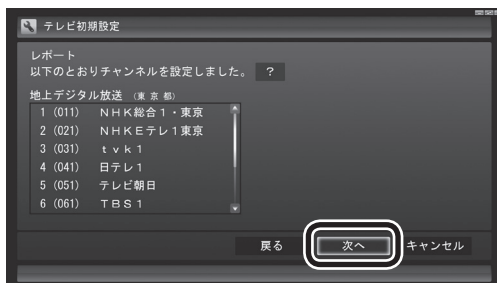 テレビ初期設定
レポート
以下のとおりチャンネルを設定しました。 ?
地上デジタル放送 (東京都)
1 (011) NHK総合1・東京
2 (021) NHKEテレ1東京
3 (031) tvk1
4 (041) 日テレ1
5 (051) テレビ朝日
6 (061) TBS1
戻る 次へ キャンセル